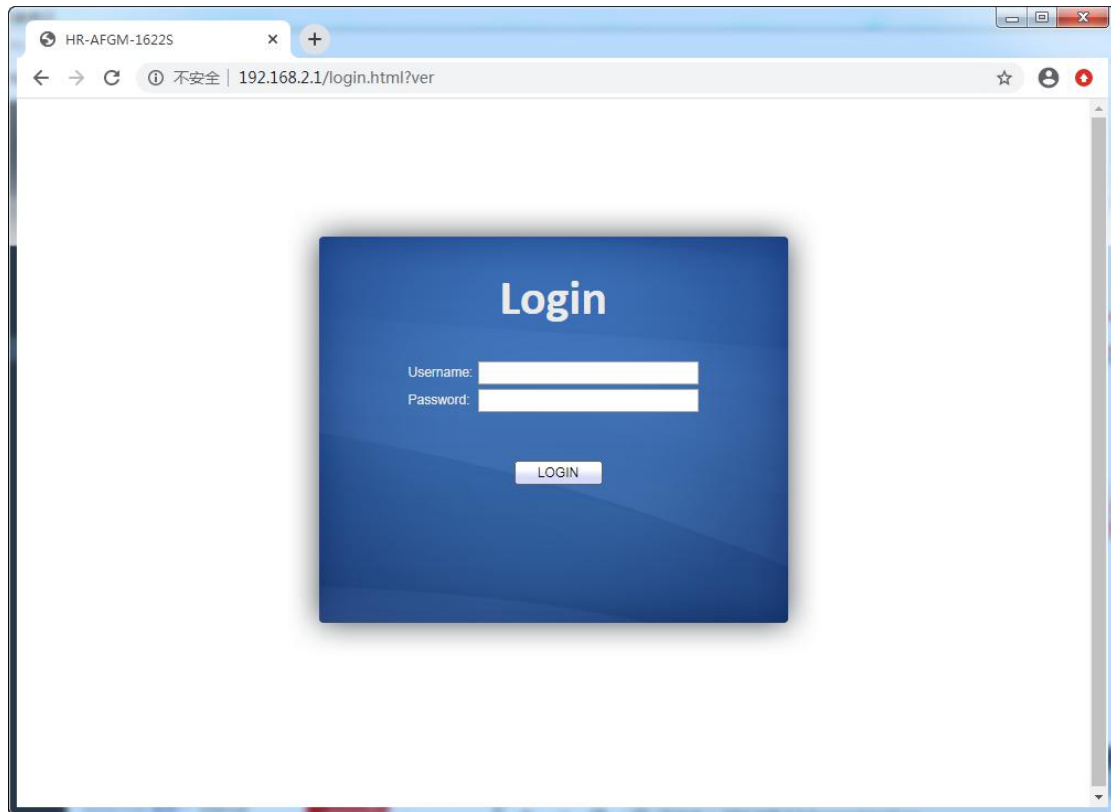 HR-AFGM-1622S
不安全 | 192.168.2.1/login.html?ver
Login
Username:
Password:
LOGIN